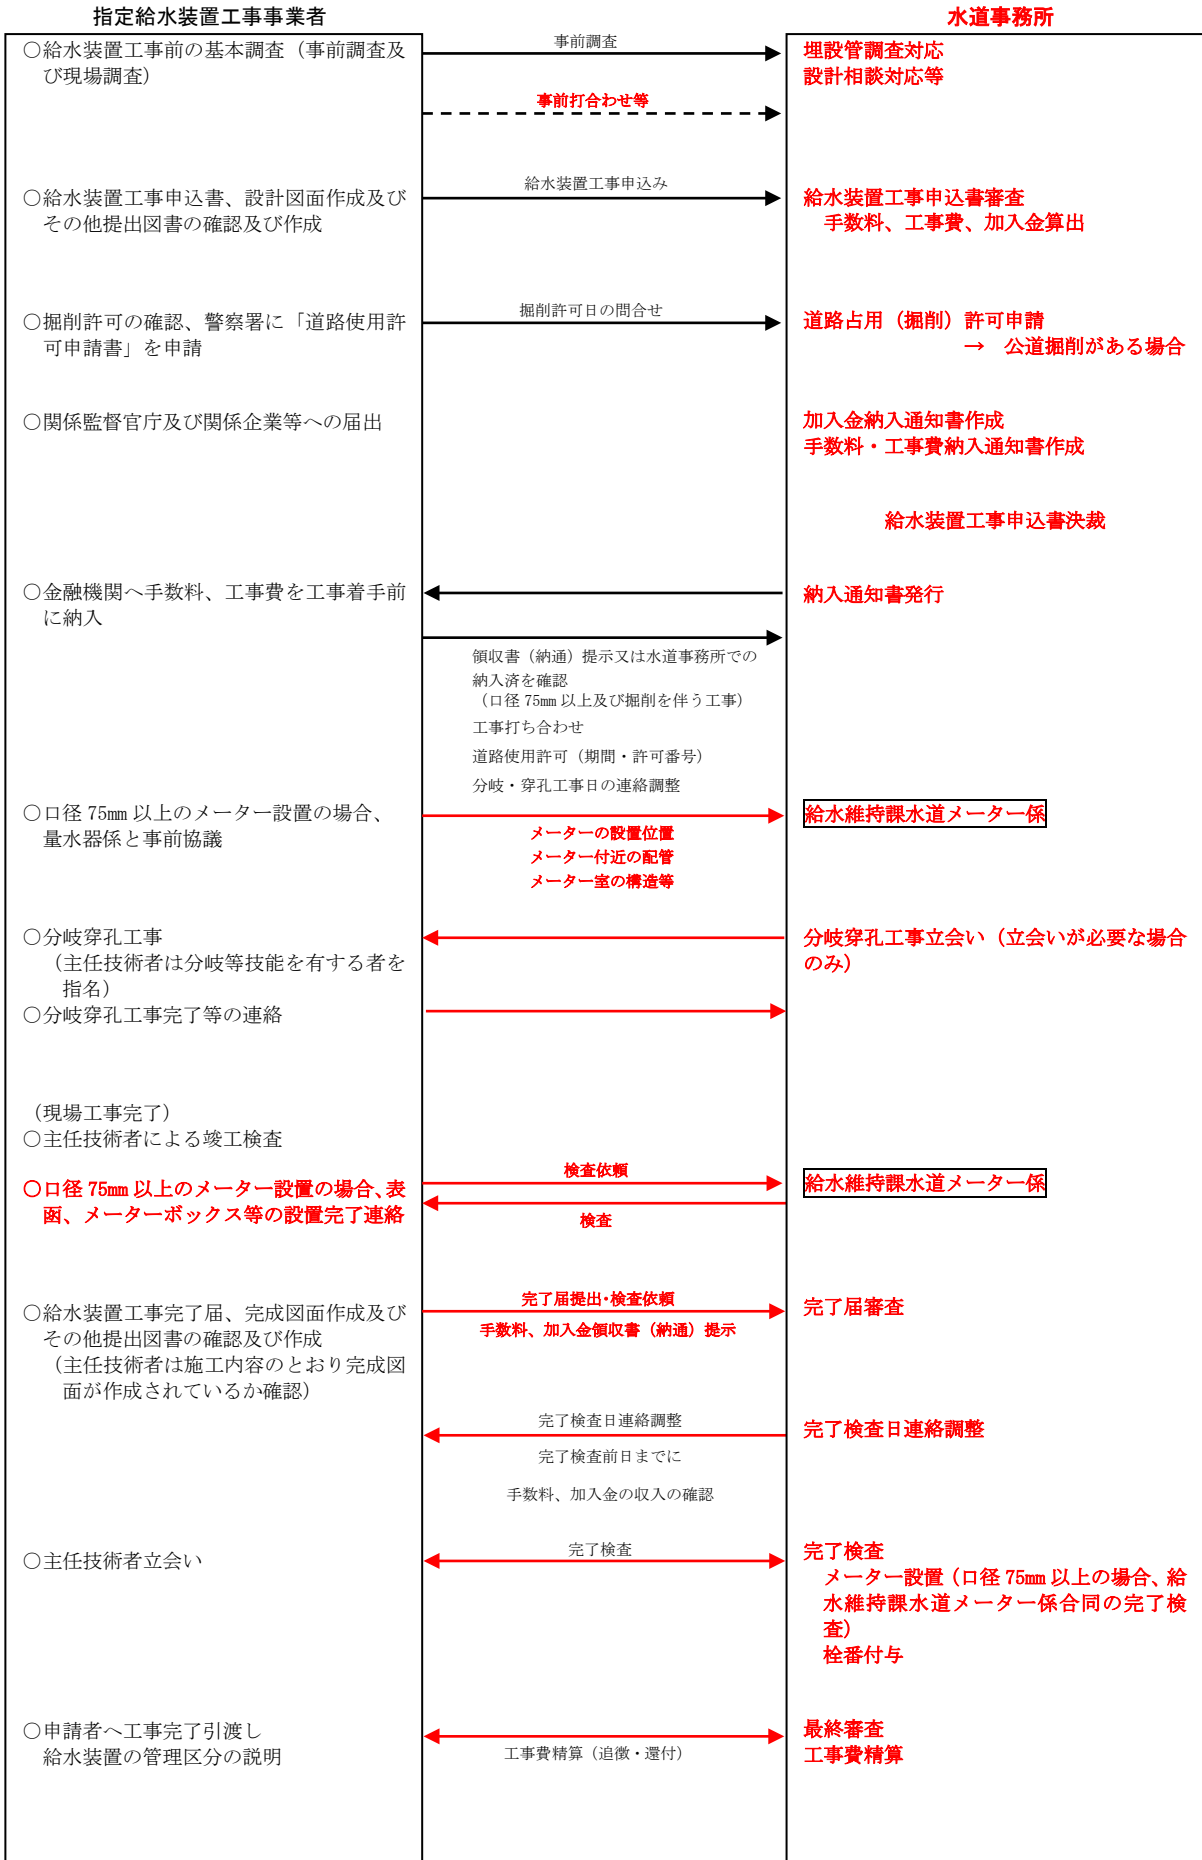 指定給水装置工事事業者
水道事務所
○給水装置工事前の基本調査（事前調査及
び現場調査）
事前調査
埋設管調査対応
設計相談対応等
事前打合わせ等
○給水装置工事申込書、設計図面作成及び
その他提出図書の確認及び作成
給水装置工事申込み
給水装置工事申込書審査
手数料、工事費、加入金算出
○掘削許可の確認、警察署に「道路使用許
可申請書」を申請
掘削許可日の問合せ
道路占用（掘削）許可申請
→　公道掘削がある場合
○関係監督官庁及び関係企業等への届出
加入金納入通知書作成
手数料・工事費納入通知書作成
給水装置工事申込書決裁
○金融機関へ手数料、工事費を工事着手前
に納入
納入通知書発行
領収書（納通）提示又は水道事務所での
納入済を確認
（口径 75mm 以上及び掘削を伴う工事）
工事打ち合わせ
道路使用許可（期間・許可番号）
分岐・穿孔工事日の連絡調整
○口径 75mm 以上のメーター設置の場合、
量水器係と事前協議
メーターの設置位置
メーター付近の配管
メーター室の構造等
給水維持課水道メーター係
○分岐穿孔工事
（主任技術者は分岐等技能を有する者を
指名）
○分岐穿孔工事完了等の連絡
分岐穿孔工事立会い（立会いが必要な場合
のみ）
（現場工事完了）
○主任技術者による竣工検査
○口径 75mm 以上のメーター設置の場合、表
函、メーターボックス等の設置完了連絡
検査依頼
検査
給水維持課水道メーター係
○給水装置工事完了届、完成図面作成及び
その他提出図書の確認及び作成
（主任技術者は施工内容のとおり完成図
面が作成されているか確認）
完了届提出・検査依頼
手数料、加入金領収書（納通）提示
完了届審査
完了検査日連絡調整
完了検査前日までに
手数料、加入金の収入の確認
完了検査日連絡調整
○主任技術者立会い
完了検査
完了検査
メーター設置（口径 75mm 以上の場合、給
水維持課水道メーター係合同の完了検
査）
栓番付与
○申請者へ工事完了引渡し
給水装置の管理区分の説明
工事費精算（追徴・還付）
最終審査
工事費精算